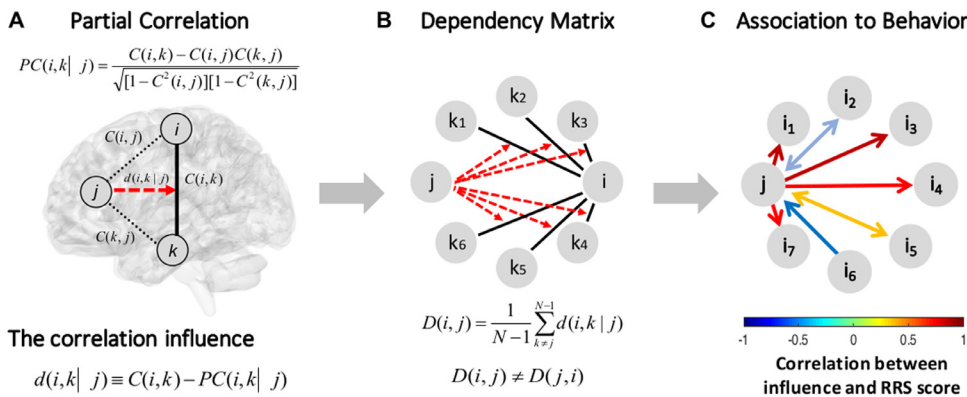 A Partial Correlation
PC(i,k| j) = C(i,k) − C(i,j)C(k,j) / √[1−C²(i,j)][1−C²(k,j)]
C(i,j)
i
j
d(i,k|j)
C(i,k)
C(k,j)
k
The correlation influence
d(i,k| j) ≡ C(i,k) − PC(i,k| j)
B Dependency Matrix
k2
k1
k3
j
i
k6
k4
k5
D(i,j) = 1/(N−1) ∑ k≠j N−1 d(i,k|j)
D(i,j) ≠ D(j,i)
C Association to Behavior
i2
i1
i3
j
i4
i7
i5
i6
-1 -0.5 0 0.5 1
Correlation between
influence and RRS score